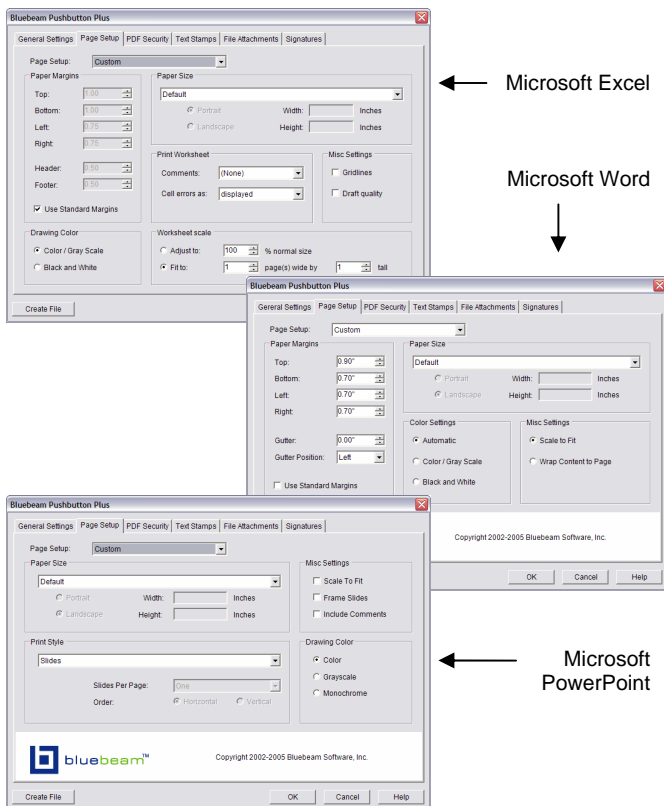 Bluebeam Pushbutton Plus
General Settings Page Setup PDF Security Text Stamps File Attachments Signatures
Page Setup: Custom
Paper Margins
Top: 1.00
Bottom: 1.00
Left: 0.75
Right: 0.75
Header: 0.50
Footer: 0.50
Use Standard Margins
Paper Size
Default
Portrait Width: Inches
Landscape Height: Inches
Print Worksheet
Comments: (None)
Cell errors as: displayed
Misc Settings
Gridlines
Draft quality
Drawing Color
Color / Gray Scale
Black and White
Worksheet scale
Adjust to: 100 % normal size
Fit to: 1 page(s) wide by 1 tall
Create File
Microsoft Excel
Microsoft Word
Bluebeam Pushbutton Plus
General Settings Page Setup PDF Security Text Stamps File Attachments Signatures
Page Setup: Custom
Paper Margins
Top: 0.90"
Bottom: 0.70"
Left: 0.70"
Right: 0.70"
Gutter: 0.00"
Gutter Position: Left
Use Standard Margins
Paper Size
Default
Portrait Width: Inches
Landscape Height: Inches
Color Settings
Automatic
Color / Gray Scale
Black and White
Misc Settings
Scale to Fit
Wrap Content to Page
Copyright 2002-2005 Bluebeam Software, Inc.
OK Cancel Help
Bluebeam Pushbutton Plus
General Settings Page Setup PDF Security Text Stamps File Attachments Signatures
Page Setup: Custom
Paper Size
Default
Portrait Width: Inches
Landscape Height: Inches
Misc Settings
Scale To Fit
Frame Slides
Include Comments
Print Style
Slides
Slides Per Page: One
Order: Horizontal Vertical
Drawing Color
Color
Grayscale
Monochrome
bluebeam™ Copyright 2002-2005 Bluebeam Software, Inc.
Create File OK Cancel Help
Microsoft
PowerPoint